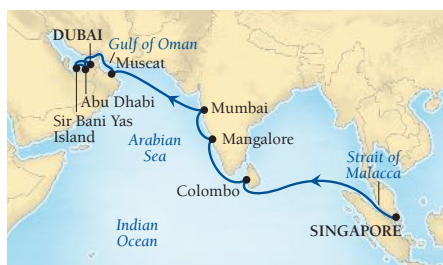 DUBAI
Gulf of Oman
Muscat
Abu Dhabi
Sir Bani Yas
Island
Arabian
Sea
Mumbai
Mangalore
Colombo
Strait of
Malacca
SINGAPORE
Indian
Ocean